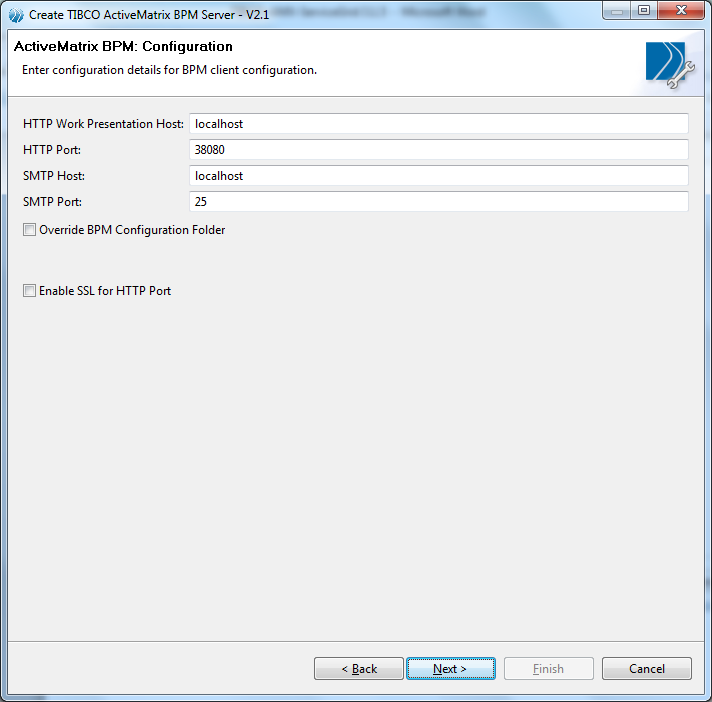 Create TIBCO ActiveMatrix BPM Server - V2.1
ActiveMatrix BPM: Configuration
Enter configuration details for BPM client configuration.
HTTP Work Presentation Host: localhost
HTTP Port: 38080
SMTP Host: localhost
SMTP Port: 25
Override BPM Configuration Folder
Enable SSL for HTTP Port
< Back Next > Finish Cancel